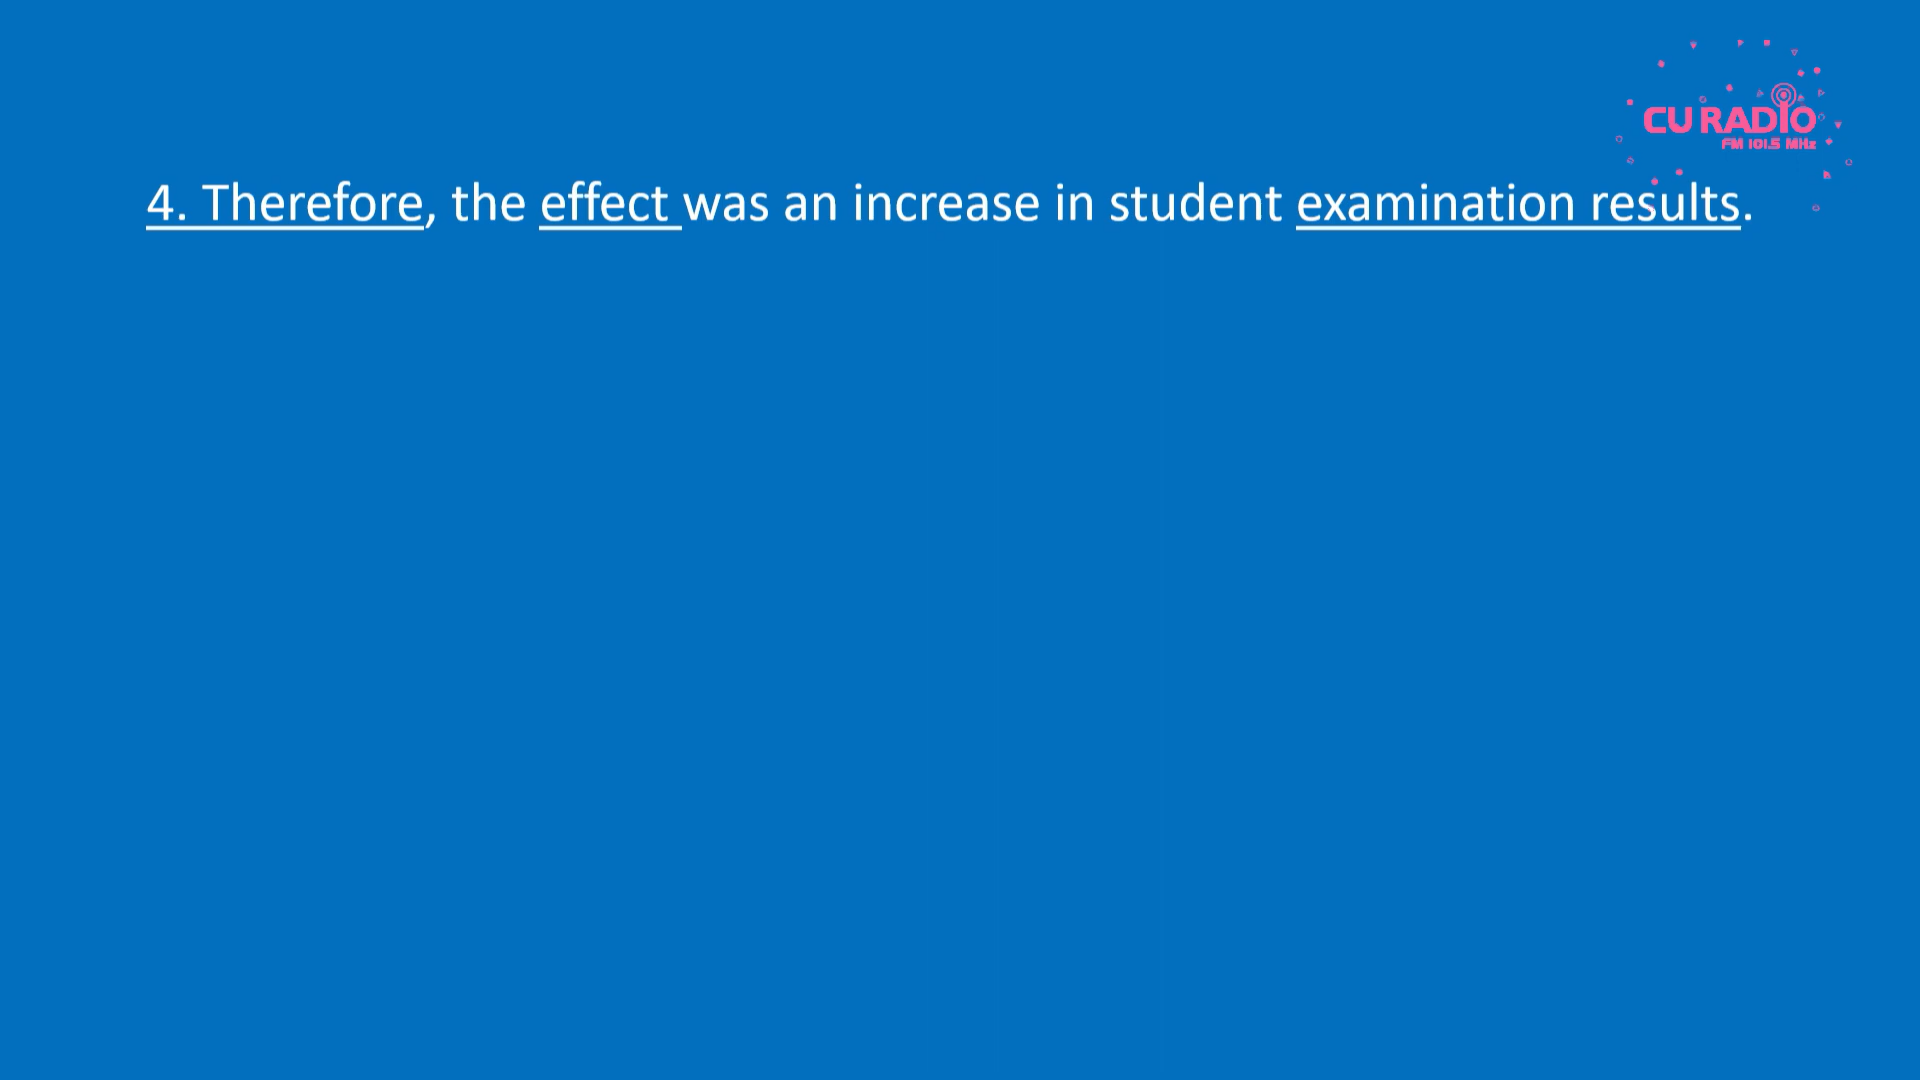 CU RADIO
FM 101.5 MHz
4. Therefore, the effect was an increase in student examination results.